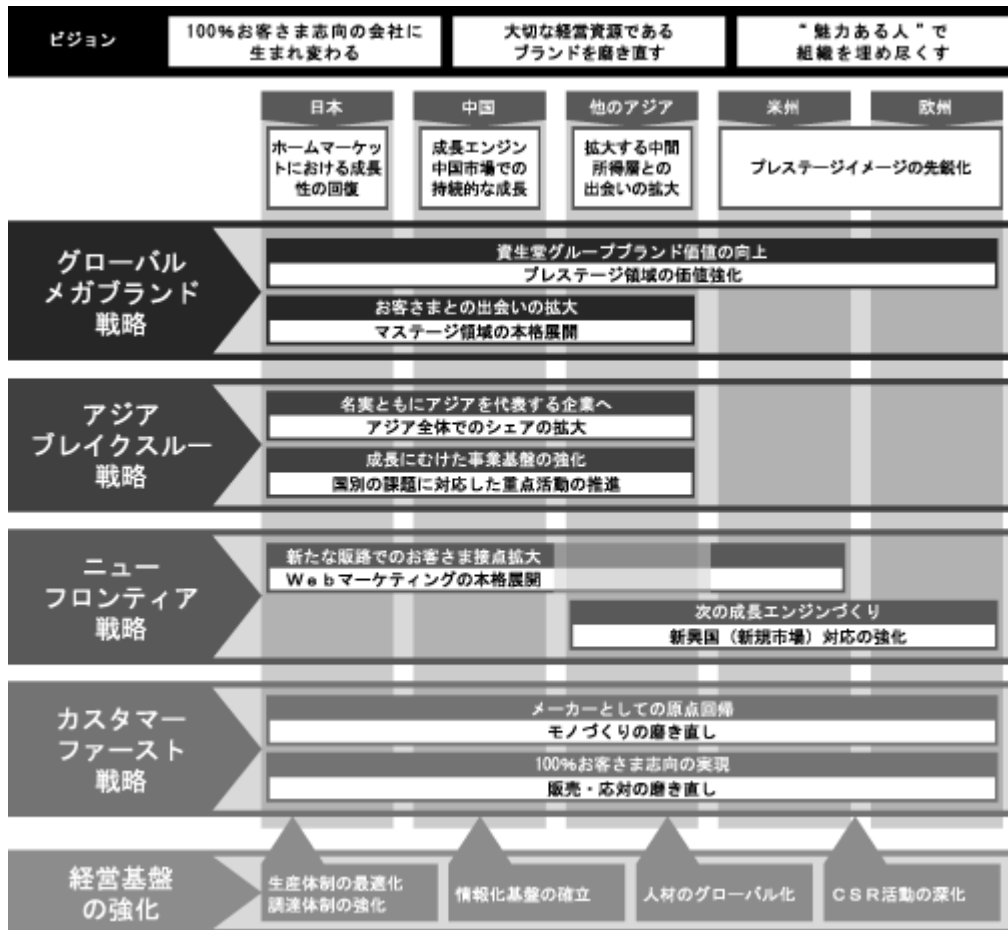 ビジョン
100%お客さま志向の会社に
生まれ変わる
大切な経営資源である
ブランドを磨き直す
“魅力ある人”で
組織を埋め尽くす
日本
中国
他のアジア
米州
欧州
ホームマーケッ
トにおける成長
性の回復
成長エンジン
中国市場での
持続的な成長
拡大する中間
所得層との
出会いの拡大
プレステージイメージの先鋭化
グローバル
メガブランド
戦略
資生堂グループブランド価値の向上
プレステージ領域の価値強化
お客さまとの出会いの拡大
マステージ領域の本格展開
アジア
ブレイクスルー
戦略
名実ともにアジアを代表する企業へ
アジア全体でのシェアの拡大
成長にむけた事業基盤の強化
国別の課題に対応した重点活動の推進
ニュー
フロンティア
戦略
新たな販路でのお客さま接点拡大
Webマーケティングの本格展開
次の成長エンジンづくり
新興国（新規市場）対応の強化
カスタマー
ファースト
戦略
メーカーとしての原点回帰
モノづくりの磨き直し
100%お客さま志向の実現
販売・応対の磨き直し
経営基盤
の強化
生産体制の最適化
調達体制の強化
情報化基盤の確立
人材のグローバル化
CSR活動の深化